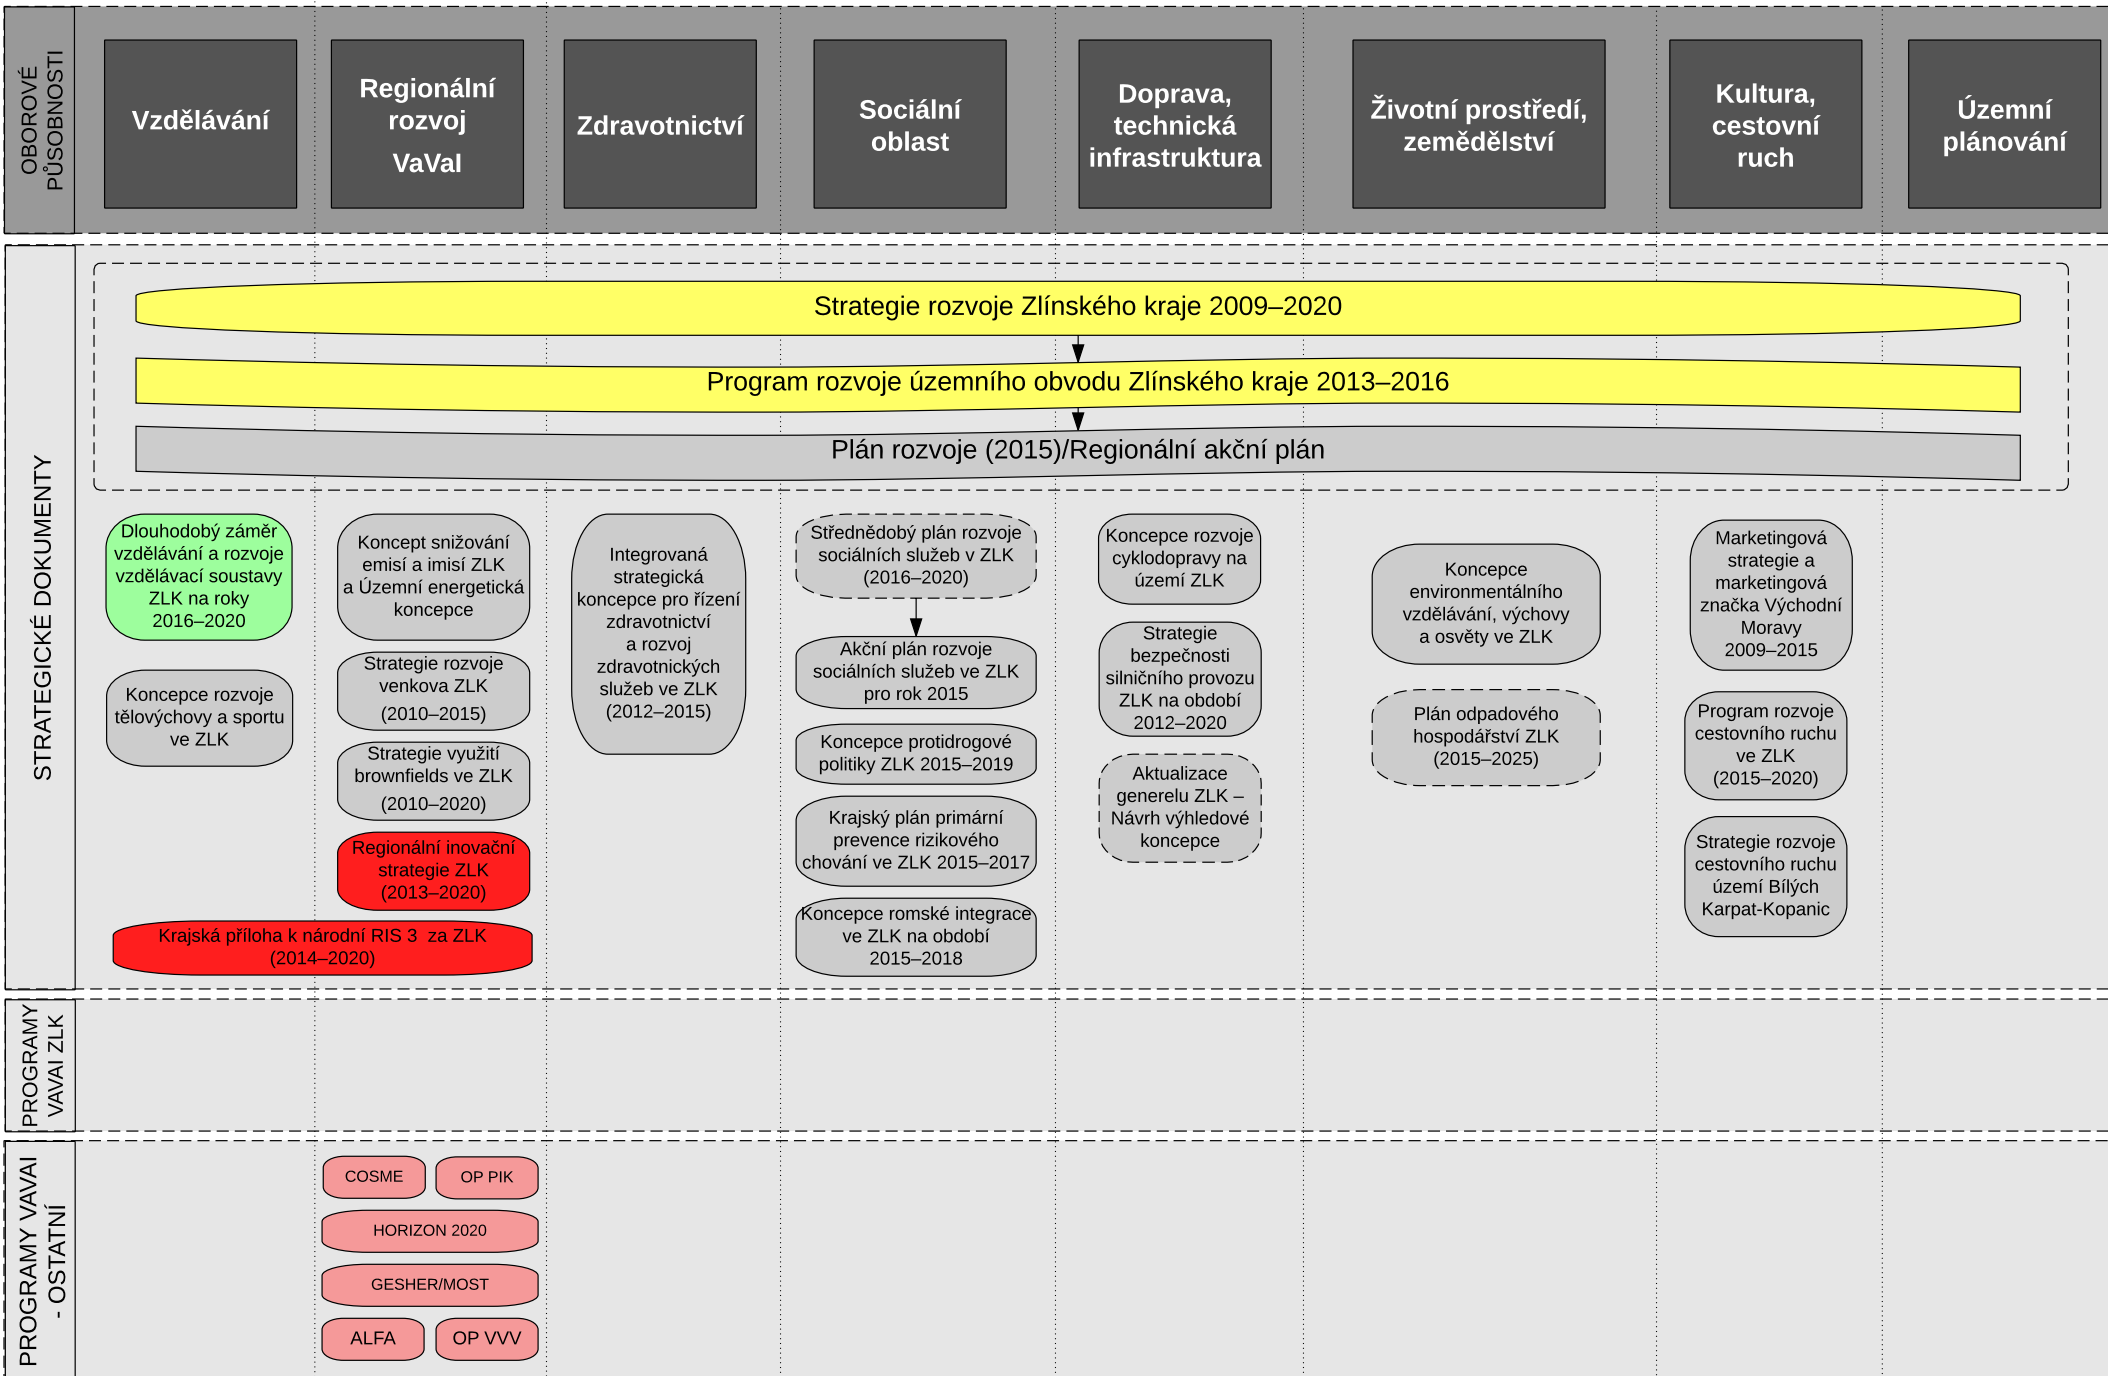 OBOROVÉ
PŮSOBNOSTI
Vzdělávání
Regionální
rozvoj
VaVaI
Zdravotnictví
Sociální
oblast
Doprava,
technická
infrastruktura
Životní prostředí,
zemědělství
Kultura,
cestovní
ruch
Územní
plánování
STRATEGICKÉ DOKUMENTY
Strategie rozvoje Zlínského kraje 2009–2020
Program rozvoje územního obvodu Zlínského kraje 2013–2016
Plán rozvoje (2015)/Regionální akční plán
Dlouhodobý záměr
vzdělávání a rozvoje
vzdělávací soustavy
ZLK na roky
2016–2020
Koncepce rozvoje
tělovýchovy a sportu
ve ZLK
Koncept snižování
emisí a imisí ZLK
a Územní energetická
koncepce
Strategie rozvoje
venkova ZLK
(2010–2015)
Strategie využití
brownfields ve ZLK
(2010–2020)
Regionální inovační
strategie ZLK
(2013–2020)
Krajská příloha k národní RIS 3  za ZLK
(2014–2020)
Integrovaná
strategická
koncepce pro řízení
zdravotnictví
a rozvoj
zdravotnických
služeb ve ZLK
(2012–2015)
Střednědobý plán rozvoje
sociálních služeb v ZLK
(2016–2020)
Akční plán rozvoje
sociálních služeb ve ZLK
pro rok 2015
Koncepce protidrogové
politiky ZLK 2015–2019
Krajský plán primární
prevence rizikového
chování ve ZLK 2015–2017
Koncepce romské integrace
ve ZLK na období
2015–2018
Koncepce rozvoje
cyklodopravy na
území ZLK
Strategie
bezpečnosti
silničního provozu
ZLK na období
2012–2020
Aktualizace
generelu ZLK –
Návrh výhledové
koncepce
Koncepce
environmentálního
vzdělávání, výchovy
a osvěty ve ZLK
Plán odpadového
hospodářství ZLK
(2015–2025)
Marketingová
strategie a
marketingová
značka Východní
Moravy
2009–2015
Program rozvoje
cestovního ruchu
ve ZLK
(2015–2020)
Strategie rozvoje
cestovního ruchu
území Bílých
Karpat-Kopanic
PROGRAMY
VAVAI ZLK
PROGRAMY VAVAI
- OSTATNÍ
COSME
OP PIK
HORIZON 2020
GESHER/MOST
ALFA
OP VVV